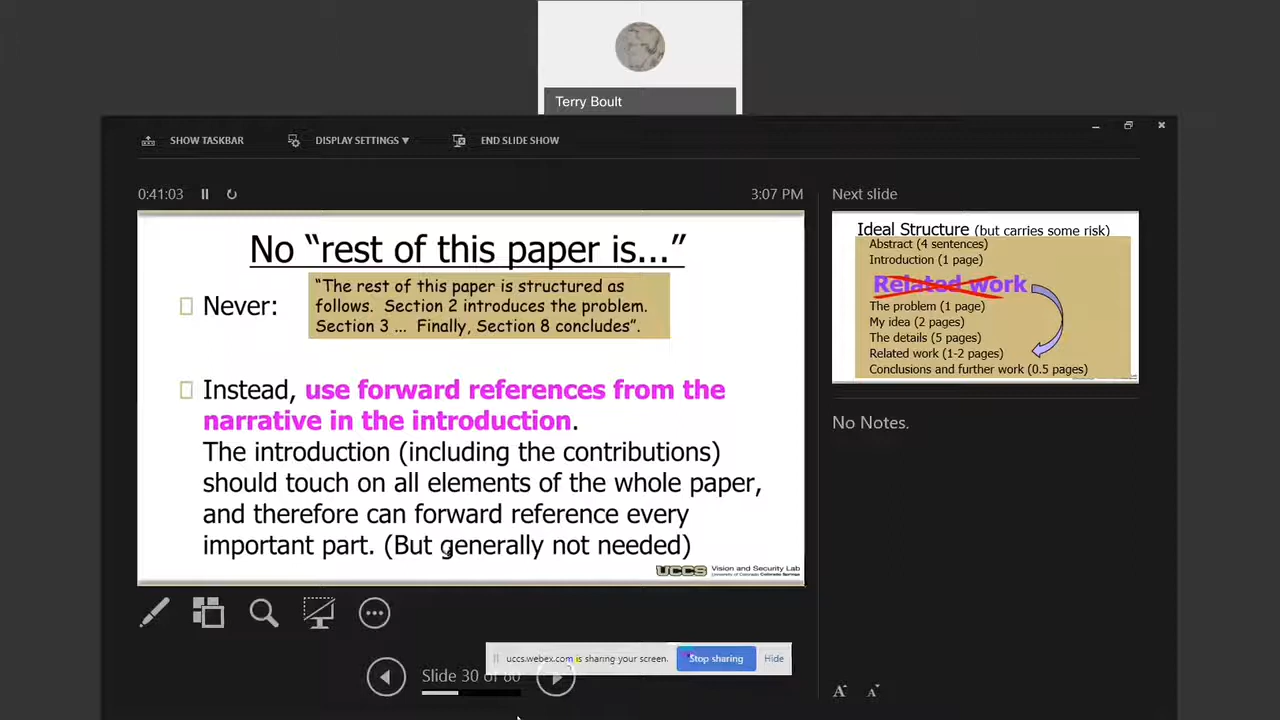 Terry Boult
SHOW TASKBAR
DISPLAY SETTINGS ▼
END SLIDE SHOW
0:41:03
3:07 PM
No “rest of this paper is...”
Never:
“The rest of this paper is structured as
follows. Section 2 introduces the problem.
Section 3 ... Finally, Section 8 concludes”.
Instead, use forward references from the
narrative in the introduction.
The introduction (including the contributions)
should touch on all elements of the whole paper,
and therefore can forward reference every
important part. (But generally not needed)
UCCS Vision and Security Lab
University of Colorado Colorado Springs
Next slide
Ideal Structure (but carries some risk)
Abstract (4 sentences)
Introduction (1 page)
Related work
The problem (1 page)
My idea (2 pages)
The details (5 pages)
Related work (1-2 pages)
Conclusions and further work (0.5 pages)
No Notes.
uccs.webex.com is sharing your screen.
Stop sharing
Hide
Slide 30 of 80
A
A